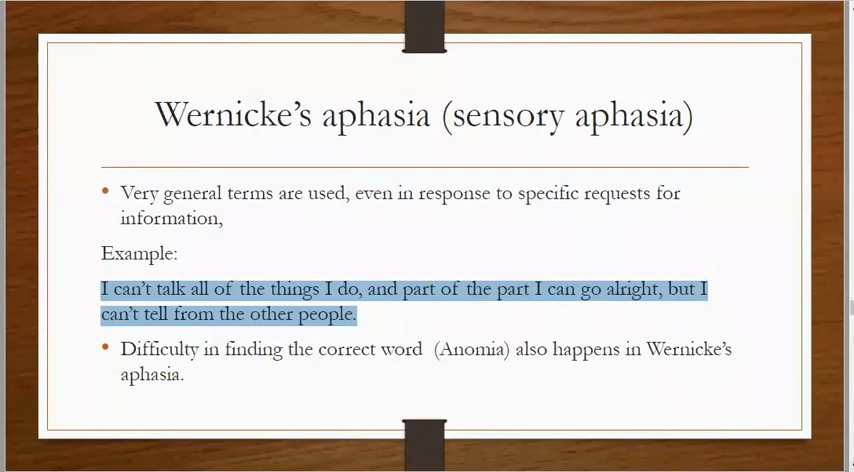 Wernicke's aphasia (sensory aphasia)
• Very general terms are used, even in response to specific requests for
information,
Example:
I can't talk all of the things I do, and part of the part I can go alright, but I
can't tell from the other people.
• Difficulty in finding the correct word (Anomia) also happens in Wernicke's
aphasia.